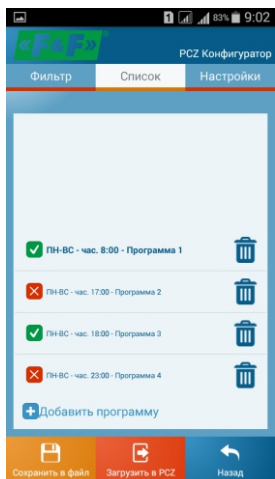 1 83% 9:02
F&F®
PCZ Конфигуратор
Фильтр Список Настройки
ПН-ВС - час. 8:00 - Программа 1
ПН-ВС - час. 17:00 - Программа 2
ПН-ВС - час. 18:00 - Программа 3
ПН-ВС - час. 23:00 - Программа 4
Добавить программу
Сохранить в файл Загрузить в PCZ Назад